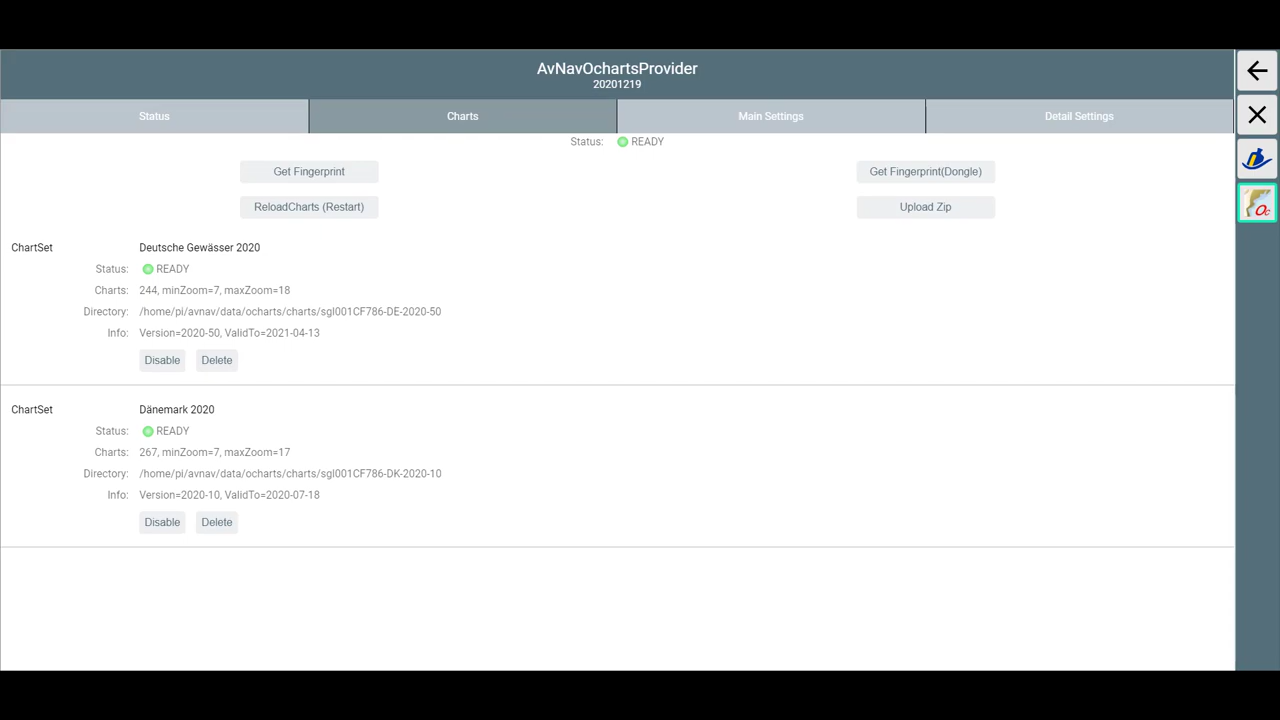 AvNavOchartsProvider
20201219
Status Charts Main Settings Detail Settings
Status: READY
Get Fingerprint Get Fingerprint(Dongle)
ReloadCharts (Restart) Upload Zip
ChartSet Deutsche Gewässer 2020
Status: READY
Charts: 244, minZoom=7, maxZoom=18
Directory: /home/pi/avnav/data/ocharts/charts/sgl001CF786-DE-2020-50
Info: Version=2020-50, ValidTo=2021-04-13
Disable Delete
ChartSet Dänemark 2020
Status: READY
Charts: 267, minZoom=7, maxZoom=17
Directory: /home/pi/avnav/data/ocharts/charts/sgl001CF786-DK-2020-10
Info: Version=2020-10, ValidTo=2020-07-18
Disable Delete
Oc